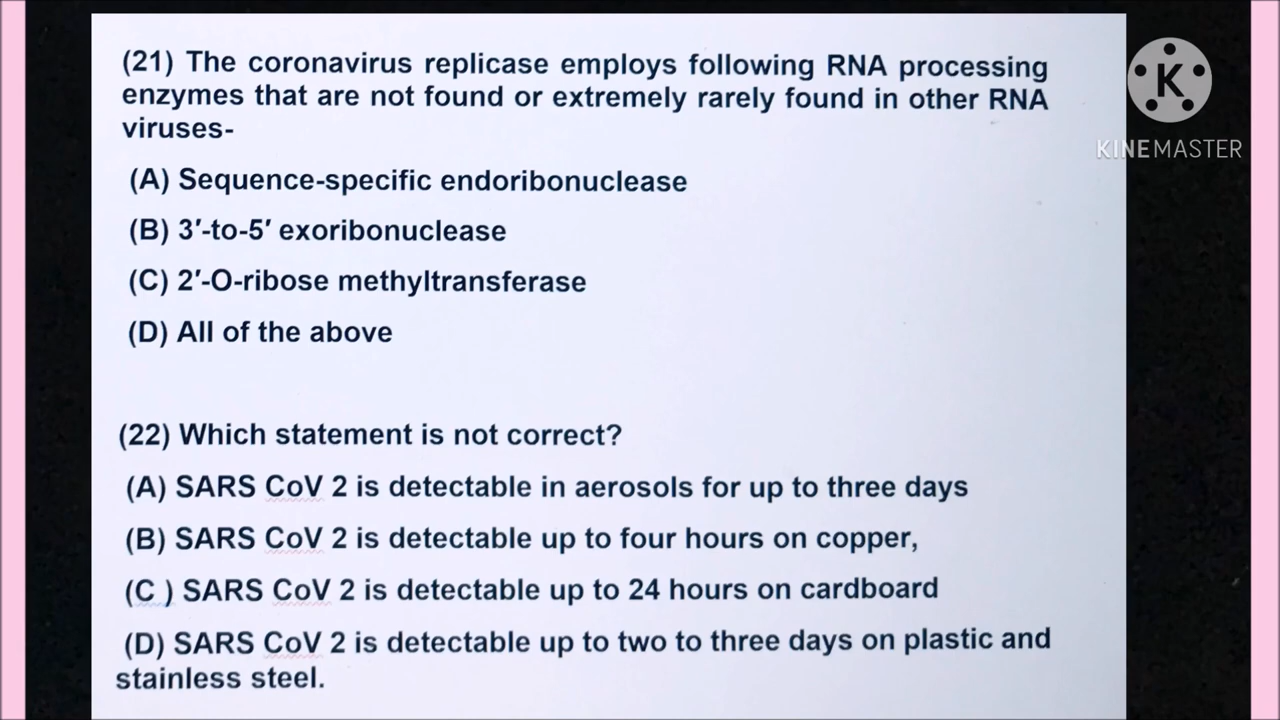 (21) The coronavirus replicase employs following RNA processing
enzymes that are not found or extremely rarely found in other RNA
viruses-
(A) Sequence-specific endoribonuclease
(B) 3′-to-5′ exoribonuclease
(C) 2′-O-ribose methyltransferase
(D) All of the above
(22) Which statement is not correct?
(A) SARS CoV 2 is detectable in aerosols for up to three days
(B) SARS CoV 2 is detectable up to four hours on copper,
(C ) SARS CoV 2 is detectable up to 24 hours on cardboard
(D) SARS CoV 2 is detectable up to two to three days on plastic and
stainless steel.
K
KINEMASTER